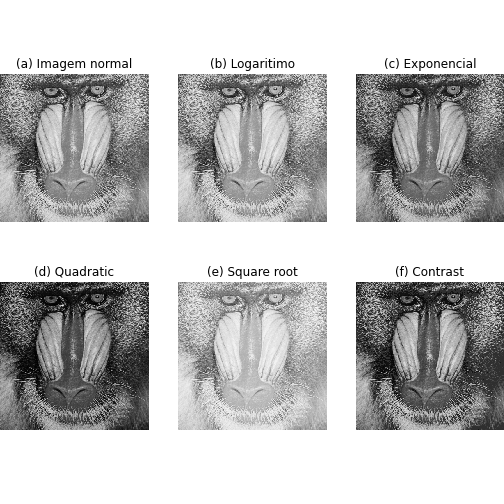 (a) Imagem normal
(b) Logaritimo
(c) Exponencial
(d) Quadratic
(e) Square root
(f) Contrast